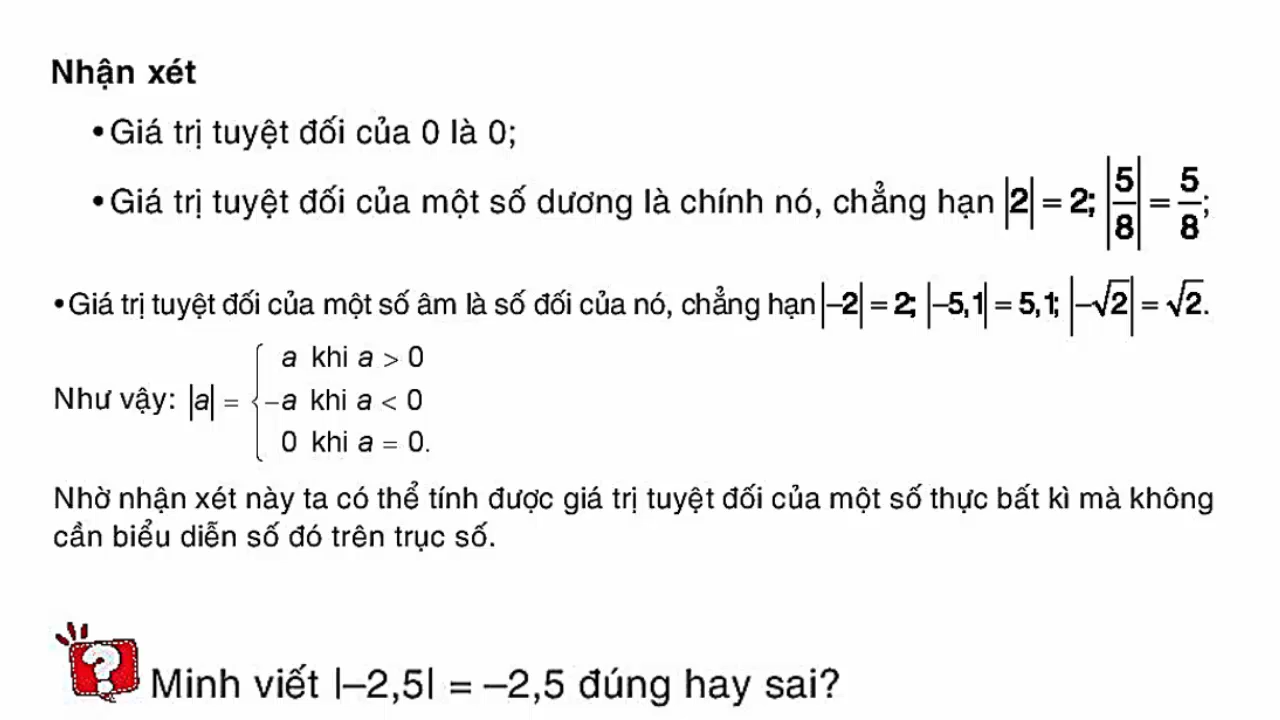 Nhận xét
• Giá trị tuyệt đối của 0 là 0;
• Giá trị tuyệt đối của một số dương là chính nó, chẳng hạn |2| = 2; |5/8| = 5/8;
• Giá trị tuyệt đối của một số âm là số đối của nó, chẳng hạn |–2| = 2; |–5,1| = 5,1; |–√2| = √2.
a khi a > 0
Như vậy: |a| = { –a khi a < 0
0 khi a = 0.
Nhờ nhận xét này ta có thể tính được giá trị tuyệt đối của một số thực bất kì mà không
cần biểu diễn số đó trên trục số.
? Minh viết |–2,5| = –2,5 đúng hay sai?